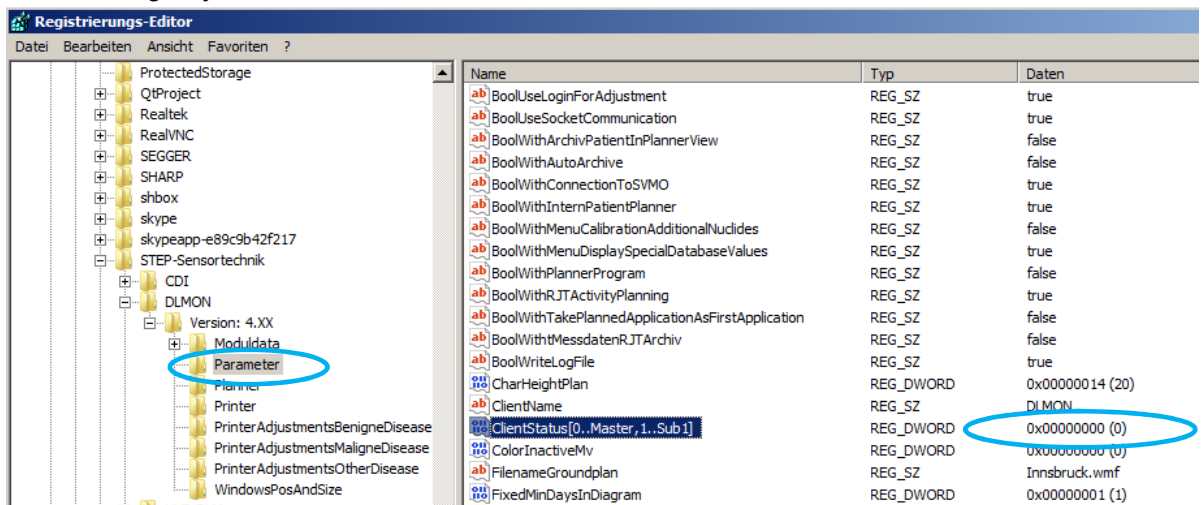 Registrierungs-Editor
Datei Bearbeiten Ansicht Favoriten ?
ProtectedStorage
QtProject
Realtek
RealVNC
SEGGER
SHARP
shbox
skype
skypeapp-e89c9b42f217
STEP-Sensortechnik
CDI
DLMON
Version: 4.XX
Moduldata
Parameter
Planner
Printer
PrinterAdjustmentsBenigneDisease
PrinterAdjustmentsMaligneDisease
PrinterAdjustmentsOtherDisease
WindowsPosAndSize
Name Typ Daten
BoolUseLoginForAdjustment REG_SZ true
BoolUseSocketCommunication REG_SZ true
BoolWithArchivPatientInPlannerView REG_SZ false
BoolWithAutoArchive REG_SZ false
BoolWithConnectionToSVMO REG_SZ true
BoolWithInternPatientPlanner REG_SZ true
BoolWithMenuCalibrationAdditionalNuclides REG_SZ false
BoolWithMenuDisplaySpecialDatabaseValues REG_SZ true
BoolWithPlannerProgram REG_SZ false
BoolWithRJTActivityPlanning REG_SZ true
BoolWithTakePlannedApplicationAsFirstApplication REG_SZ false
BoolWithtMessdatenRJTArchiv REG_SZ false
BoolWriteLogFile REG_SZ true
CharHeightPlan REG_DWORD 0x00000014 (20)
ClientName REG_SZ DLMON
ClientStatus[0..Master,1..Sub1] REG_DWORD 0x00000000 (0)
ColorInactiveMv REG_DWORD 0x00000000 (0)
FilenameGroundplan REG_SZ Innsbruck.wmf
FixedMinDaysInDiagram REG_DWORD 0x00000001 (1)